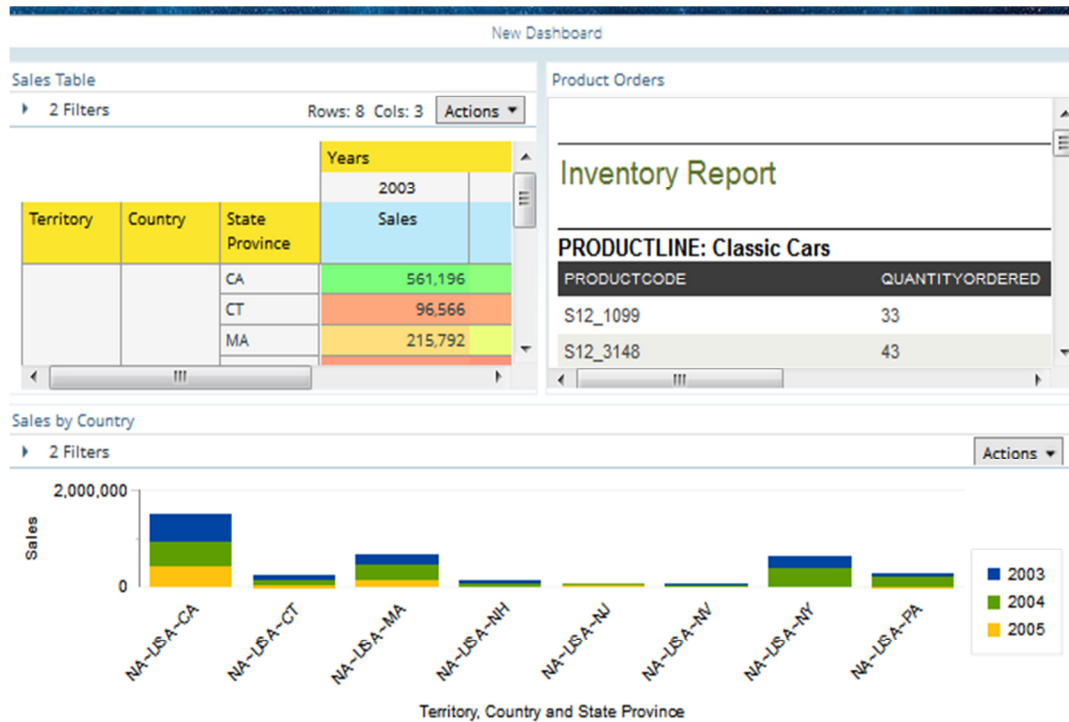 New Dashboard
Sales Table
2 Filters
Rows: 8 Cols: 3
Actions
Years
2003
Territory
Country
State Province
Sales
CA
561,196
CT
96,566
MA
215,792
Product Orders
Inventory Report
PRODUCTLINE: Classic Cars
PRODUCTCODE
QUANTITYORDERED
S12_1099
33
S12_3148
43
Sales by Country
2 Filters
Actions
2,000,000
Sales
0
NA~USA~CA
NA~USA~CT
NA~USA~MA
NA~USA~NH
NA~USA~NJ
NA~USA~NV
NA~USA~NY
NA~USA~PA
2003
2004
2005
Territory, Country and State Province